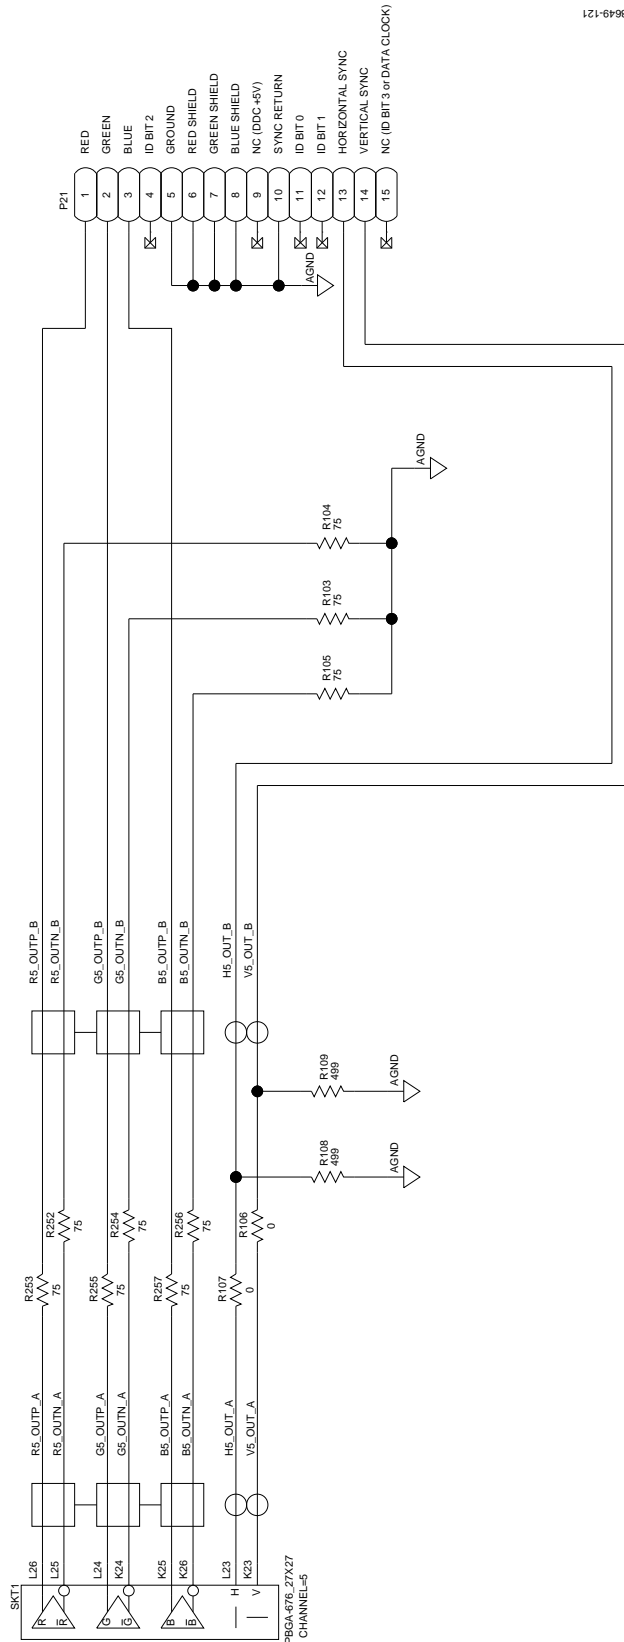 SKT1
PBGA-676_27X27
CHANNEL=5
R
R
G
G
B
B
H
V
L26
L25
L24
K24
K25
K26
L23
K23
R5_OUTP_A
R5_OUTN_A
G5_OUTP_A
G5_OUTN_A
B5_OUTP_A
B5_OUTN_A
H5_OUT_A
V5_OUT_A
R253
75
R252
75
R255
75
R254
75
R257
75
R256
75
R107
0
R106
0
R108
499
AGND
R109
499
AGND
R5_OUTP_B
R5_OUTN_B
G5_OUTP_B
G5_OUTN_B
B5_OUTP_B
B5_OUTN_B
H5_OUT_B
V5_OUT_B
R105
75
R103
75
R104
75
AGND
AGND
P21
1 RED
2 GREEN
3 BLUE
4 ID BIT 2
5 GROUND
6 RED SHIELD
7 GREEN SHIELD
8 BLUE SHIELD
9 NC (DDC +5V)
10 SYNC RETURN
11 ID BIT 0
12 ID BIT 1
13 HORIZONTAL SYNC
14 VERTICAL SYNC
15 NC (ID BIT 3 or DATA CLOCK)